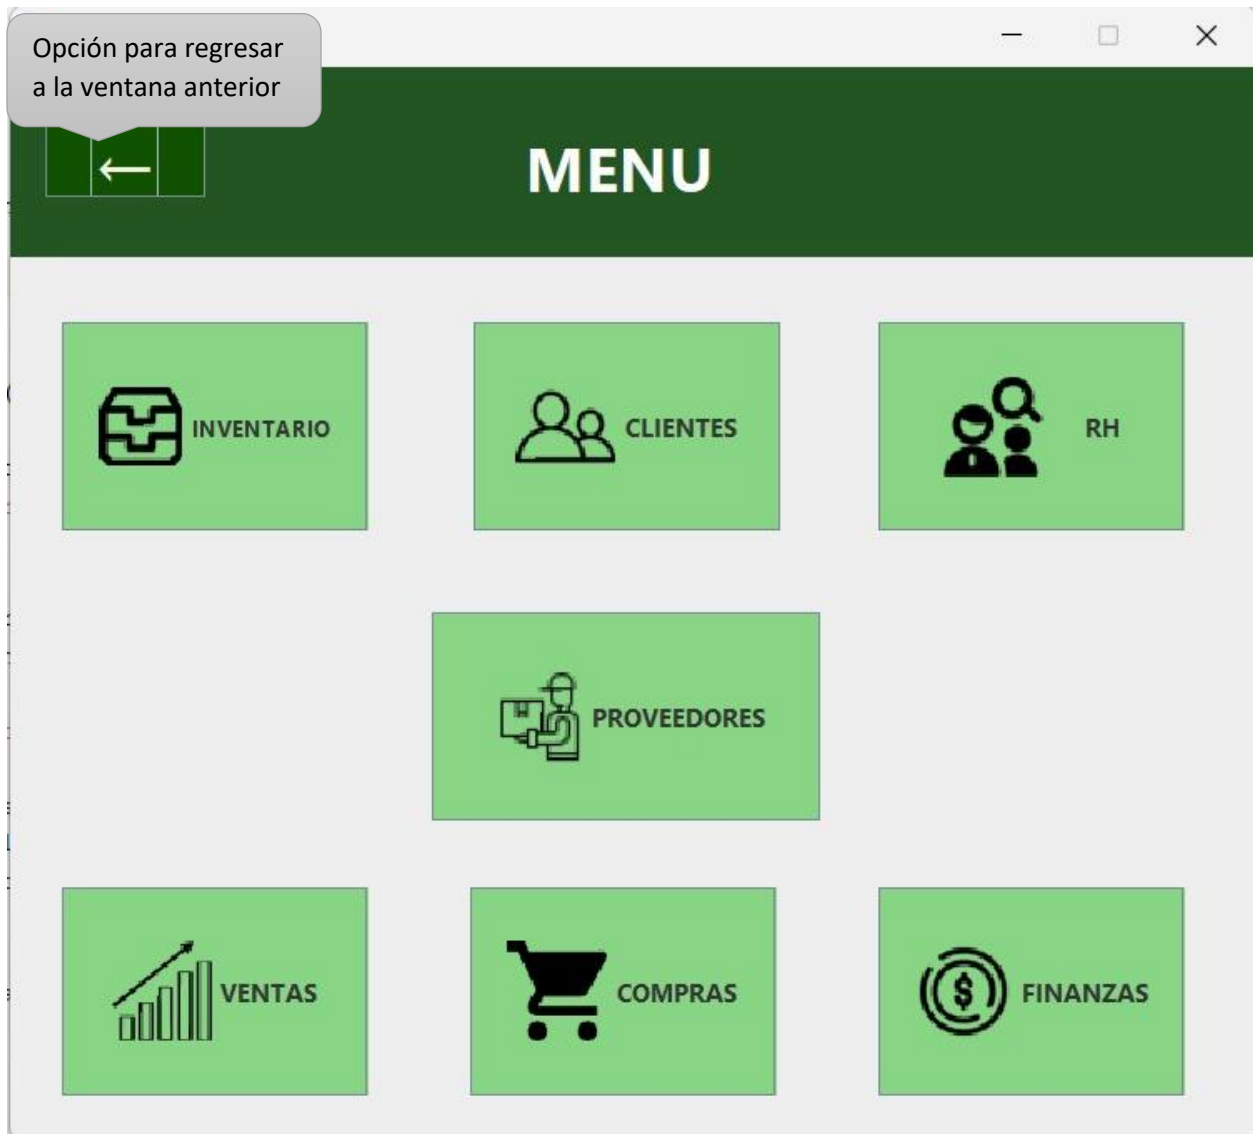 Opción para regresar
a la ventana anterior
←
MENU
INVENTARIO
CLIENTES
RH
PROVEEDORES
VENTAS
COMPRAS
$
FINANZAS